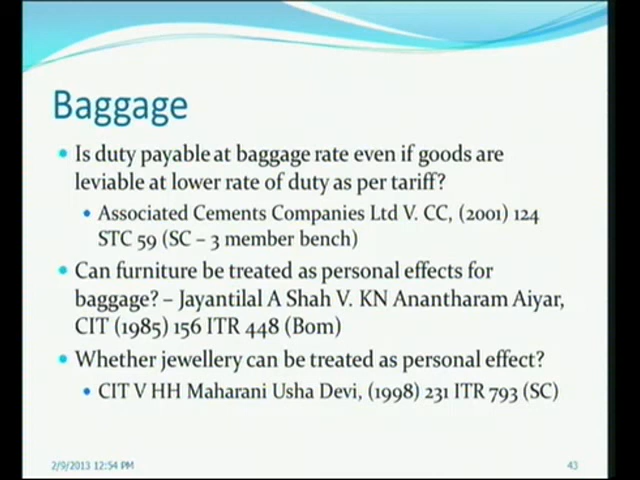 Baggage
Is duty payable at baggage rate even if goods are
leviable at lower rate of duty as per tariff?
Associated Cements Companies Ltd V. CC, (2001) 124
STC 59 (SC – 3 member bench)
Can furniture be treated as personal effects for
baggage? – Jayantilal A Shah V. KN Anantharam Aiyar,
CIT (1985) 156 ITR 448 (Bom)
Whether jewellery can be treated as personal effect?
CIT V HH Maharani Usha Devi, (1998) 231 ITR 793 (SC)
2/9/2013 12:54 PM
43